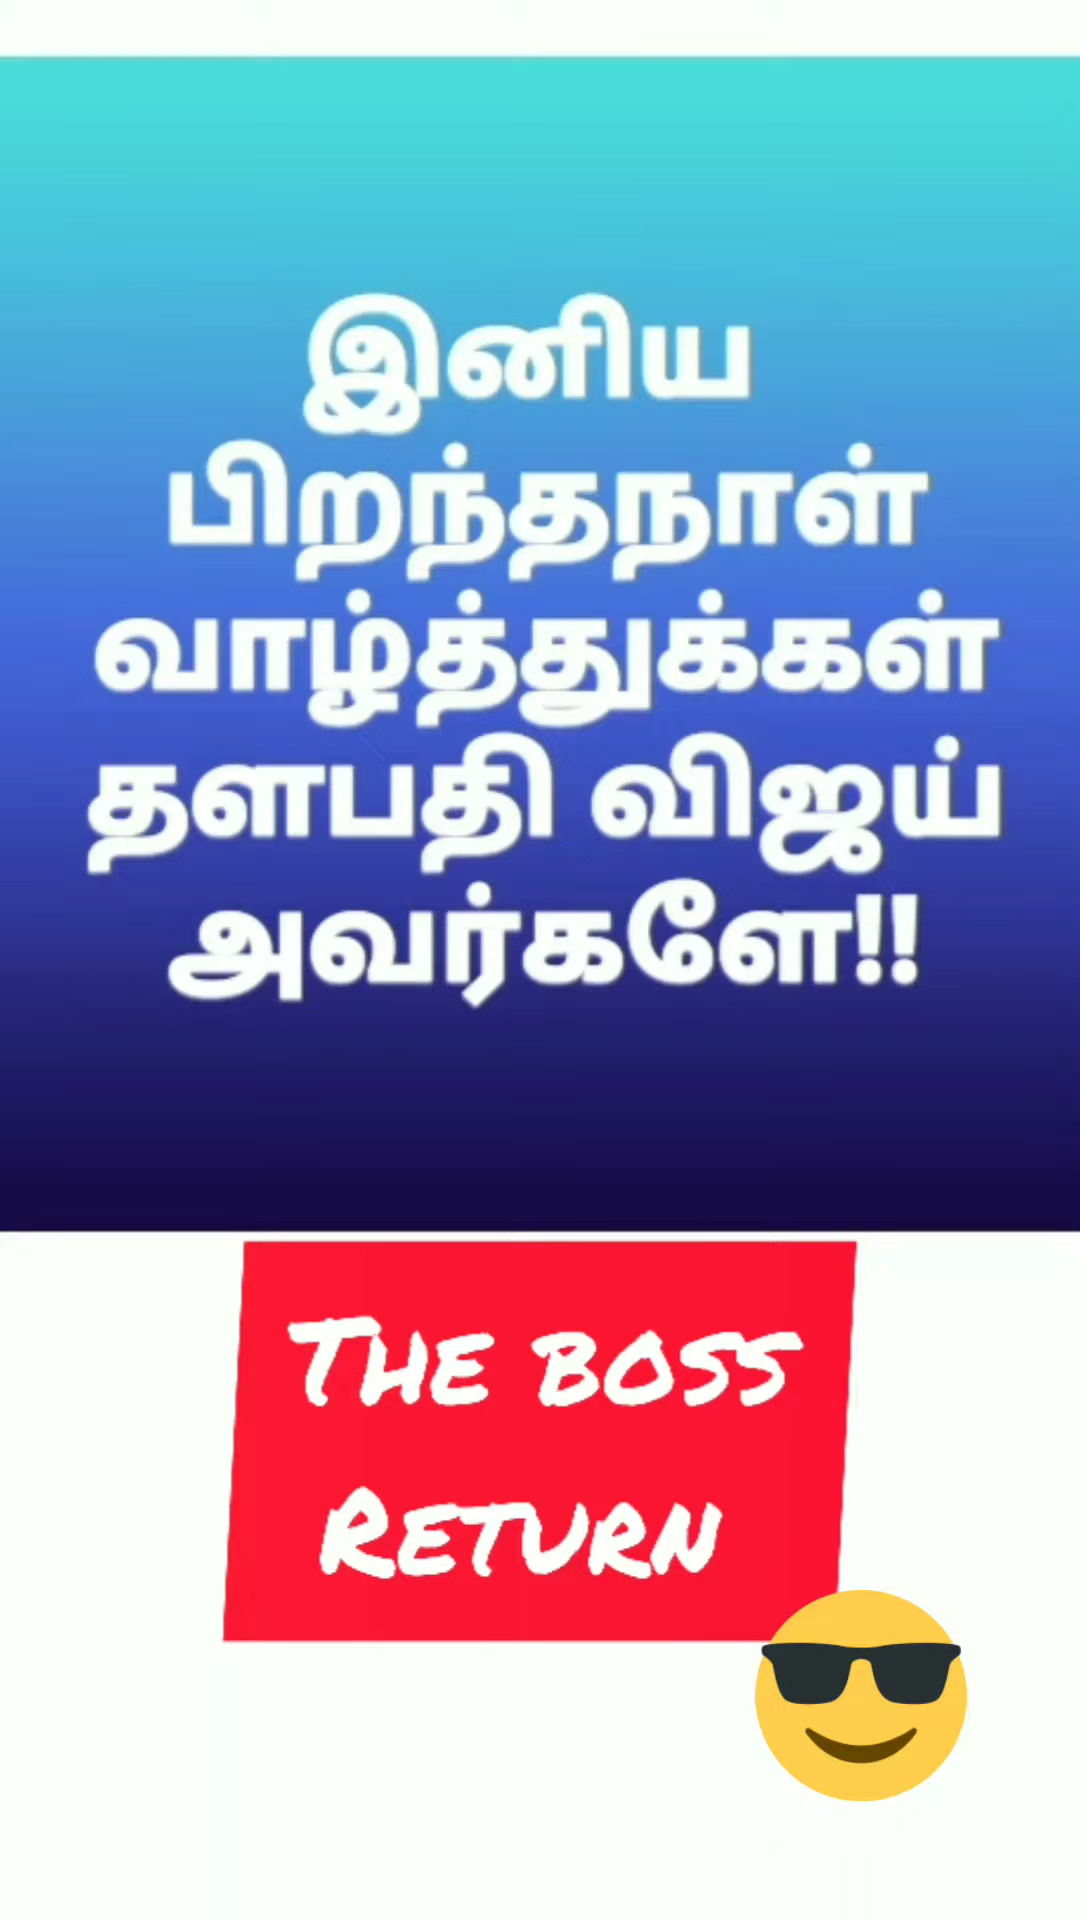 இனிய
பிறந்தநாள்
வாழ்த்துக்கள்
தளபதி விஜய்
அவர்களே!!
THE BOSS
RETURN